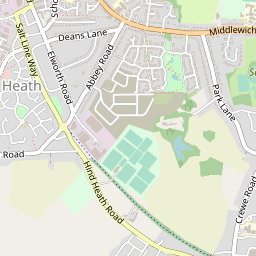 Deans Lane
Middlewich
Salt Line Way
Elworth Road
Abbey Road
Park Lane
Heath
Road
Hind Heath Road
Crewe Road